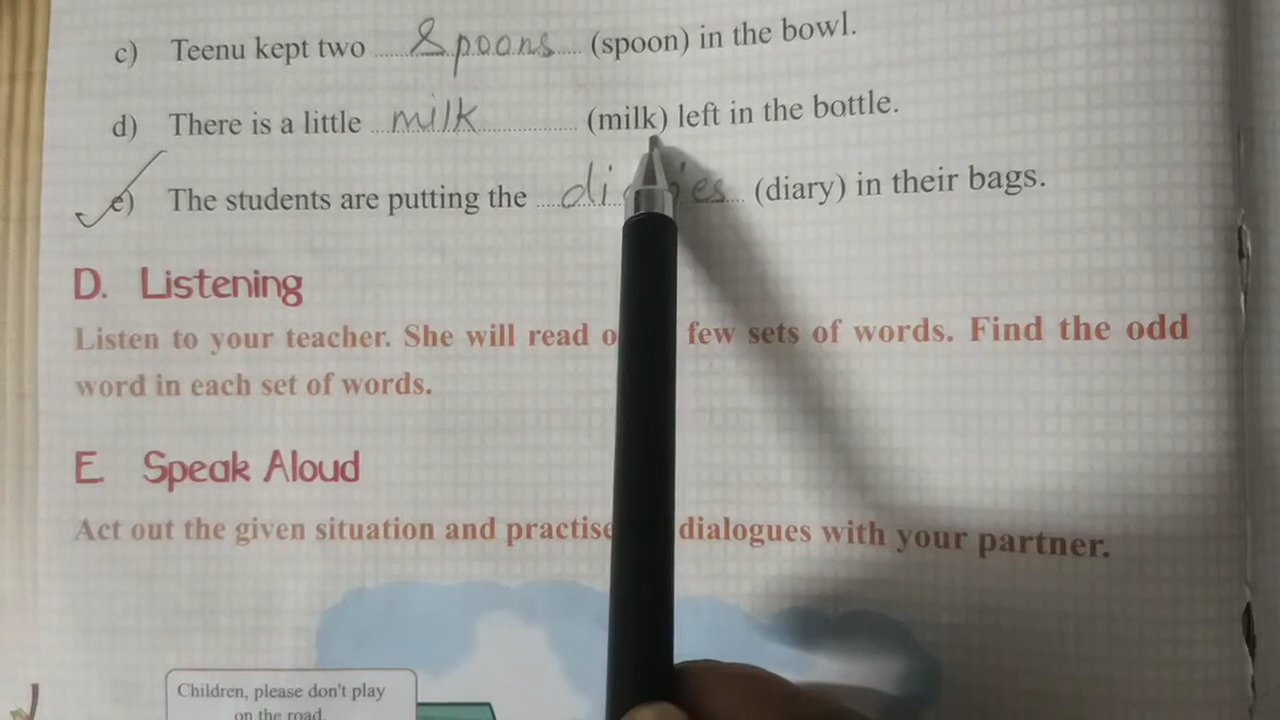 c) Teenu kept two Spoons (spoon) in the bowl.
d) There is a little milk (milk) left in the bottle.
e) The students are putting the (diary) in their bags.
D. Listening
Listen to your teacher. She will read few sets of words. Find the odd
word in each set of words.
E. Speak Aloud
Act out the given situation and practise dialogues with your partner.
Children, please don't play
on the road.